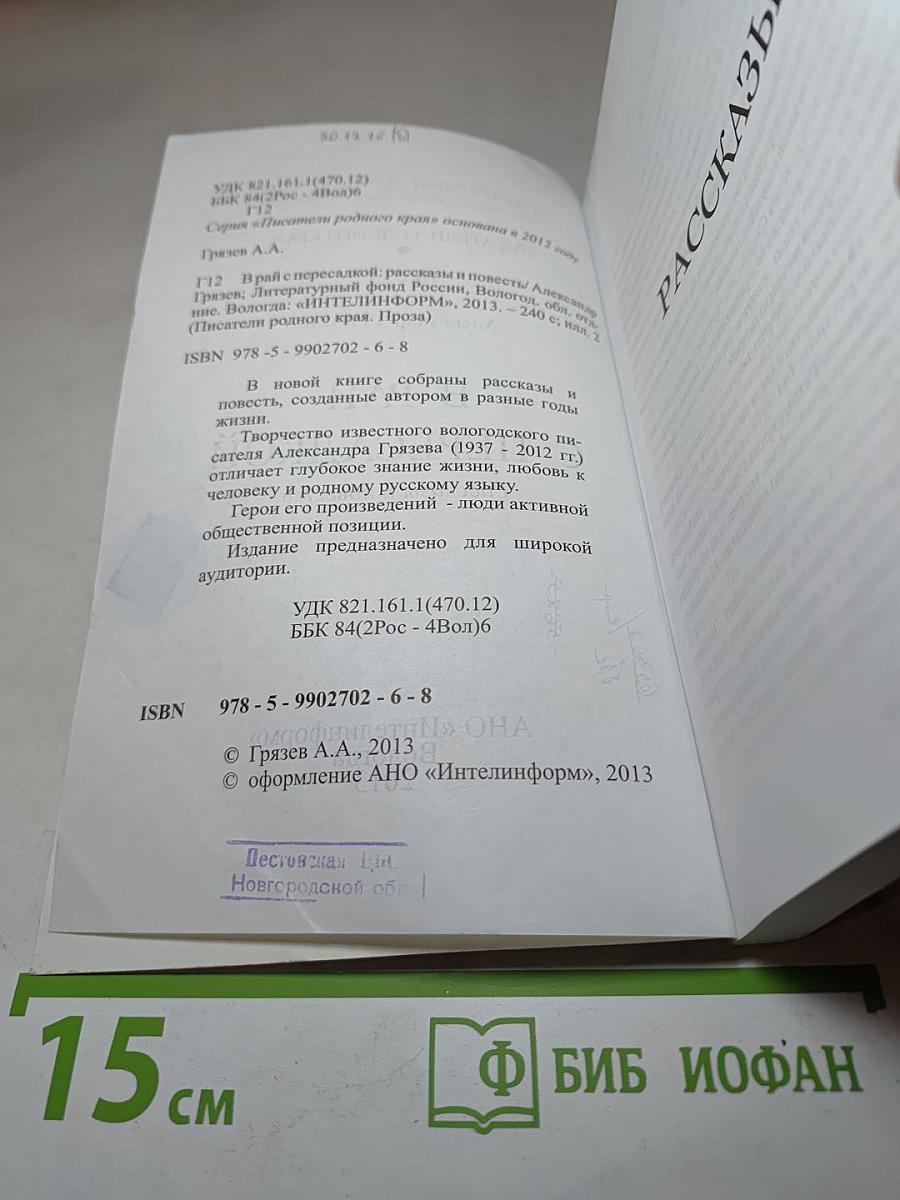 20.12.16 (6)
УДК 821.161.1(470.12)
ББК 84(2Рос - 4Вол)6
Г12
Серия «Писатели родного края» основана в 2012 году.
Грязев А.А.
Г12 В рай с пересадкой: рассказы и повесть/ Александр
Грязев; Литературный фонд России, Вологод. обл. отд-
ние. Вологда: «ИНТЕЛИНФОРМ», 2013. – 240 с; илл. 2
(Писатели родного края. Проза)
ISBN 978 -5 - 9902702 - 6 - 8
В новой книге собраны рассказы и
повесть, созданные автором в разные годы
жизни.
Творчество известного вологодского пи-
сателя Александра Грязева (1937 - 2012 гг.)
отличает глубокое знание жизни, любовь к
человеку и родному русскому языку.
Герои его произведений - люди активной
общественной позиции.
Издание предназначено для широкой
аудитории.
УДК 821.161.1(470.12)
ББК 84(2Рос - 4Вол)6
ISBN 978 - 5 - 9902702 - 6 - 8
© Грязев А.А., 2013
© оформление АНО «Интелинформ», 2013
Пестовская
Новгородской обл
РАССКАЗЫ
15 см
Ф БИБ ИОФАН